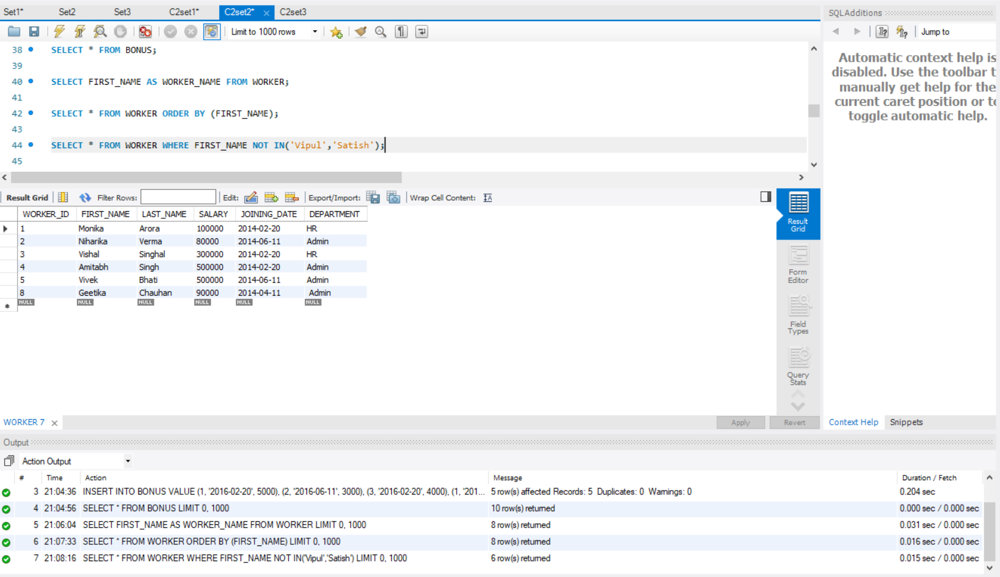 Set1* Set2 Set3 C2set1* C2set2* C2set3
SQLAdditions
Limit to 1000 rows
Jump to
38 SELECT * FROM BONUS;
39
40 SELECT FIRST_NAME AS WORKER_NAME FROM WORKER;
41
42 SELECT * FROM WORKER ORDER BY (FIRST_NAME);
43
44 SELECT * FROM WORKER WHERE FIRST_NAME NOT IN('Vipul','Satish');
45
Automatic context help is
disabled. Use the toolbar t
manually get help for the
current caret position or to
toggle automatic help.
Result Grid Filter Rows: Edit: Export/Import: Wrap Cell Content:
WORKER_ID FIRST_NAME LAST_NAME SALARY JOINING_DATE DEPARTMENT
1 Monika Arora 100000 2014-02-20 HR
2 Niharika Verma 80000 2014-06-11 Admin
3 Vishal Singhal 300000 2014-02-20 HR
4 Amitabh Singh 500000 2014-02-20 Admin
5 Vivek Bhati 500000 2014-06-11 Admin
8 Geetika Chauhan 90000 2014-04-11 Admin
NULL NULL NULL NULL NULL NULL
Result
Grid
Form
Editor
Field
Types
Query
Stats
WORKER 7
Apply Revert
Context Help Snippets
Output
Action Output
# Time Action Message Duration / Fetch
3 21:04:36 INSERT INTO BONUS VALUE (1, '2016-02-20', 5000), (2, '2016-06-11', 3000), (3, '2016-02-20', 4000), (1, '201... 5 row(s) affected Records: 5 Duplicates: 0 Warnings: 0 0.204 sec
4 21:04:56 SELECT * FROM BONUS LIMIT 0, 1000 10 row(s) returned 0.000 sec / 0.000 sec
5 21:06:04 SELECT FIRST_NAME AS WORKER_NAME FROM WORKER LIMIT 0, 1000 8 row(s) returned 0.031 sec / 0.000 sec
6 21:07:33 SELECT * FROM WORKER ORDER BY (FIRST_NAME) LIMIT 0, 1000 8 row(s) returned 0.016 sec / 0.000 sec
7 21:08:16 SELECT * FROM WORKER WHERE FIRST_NAME NOT IN('Vipul','Satish') LIMIT 0, 1000 6 row(s) returned 0.015 sec / 0.000 sec